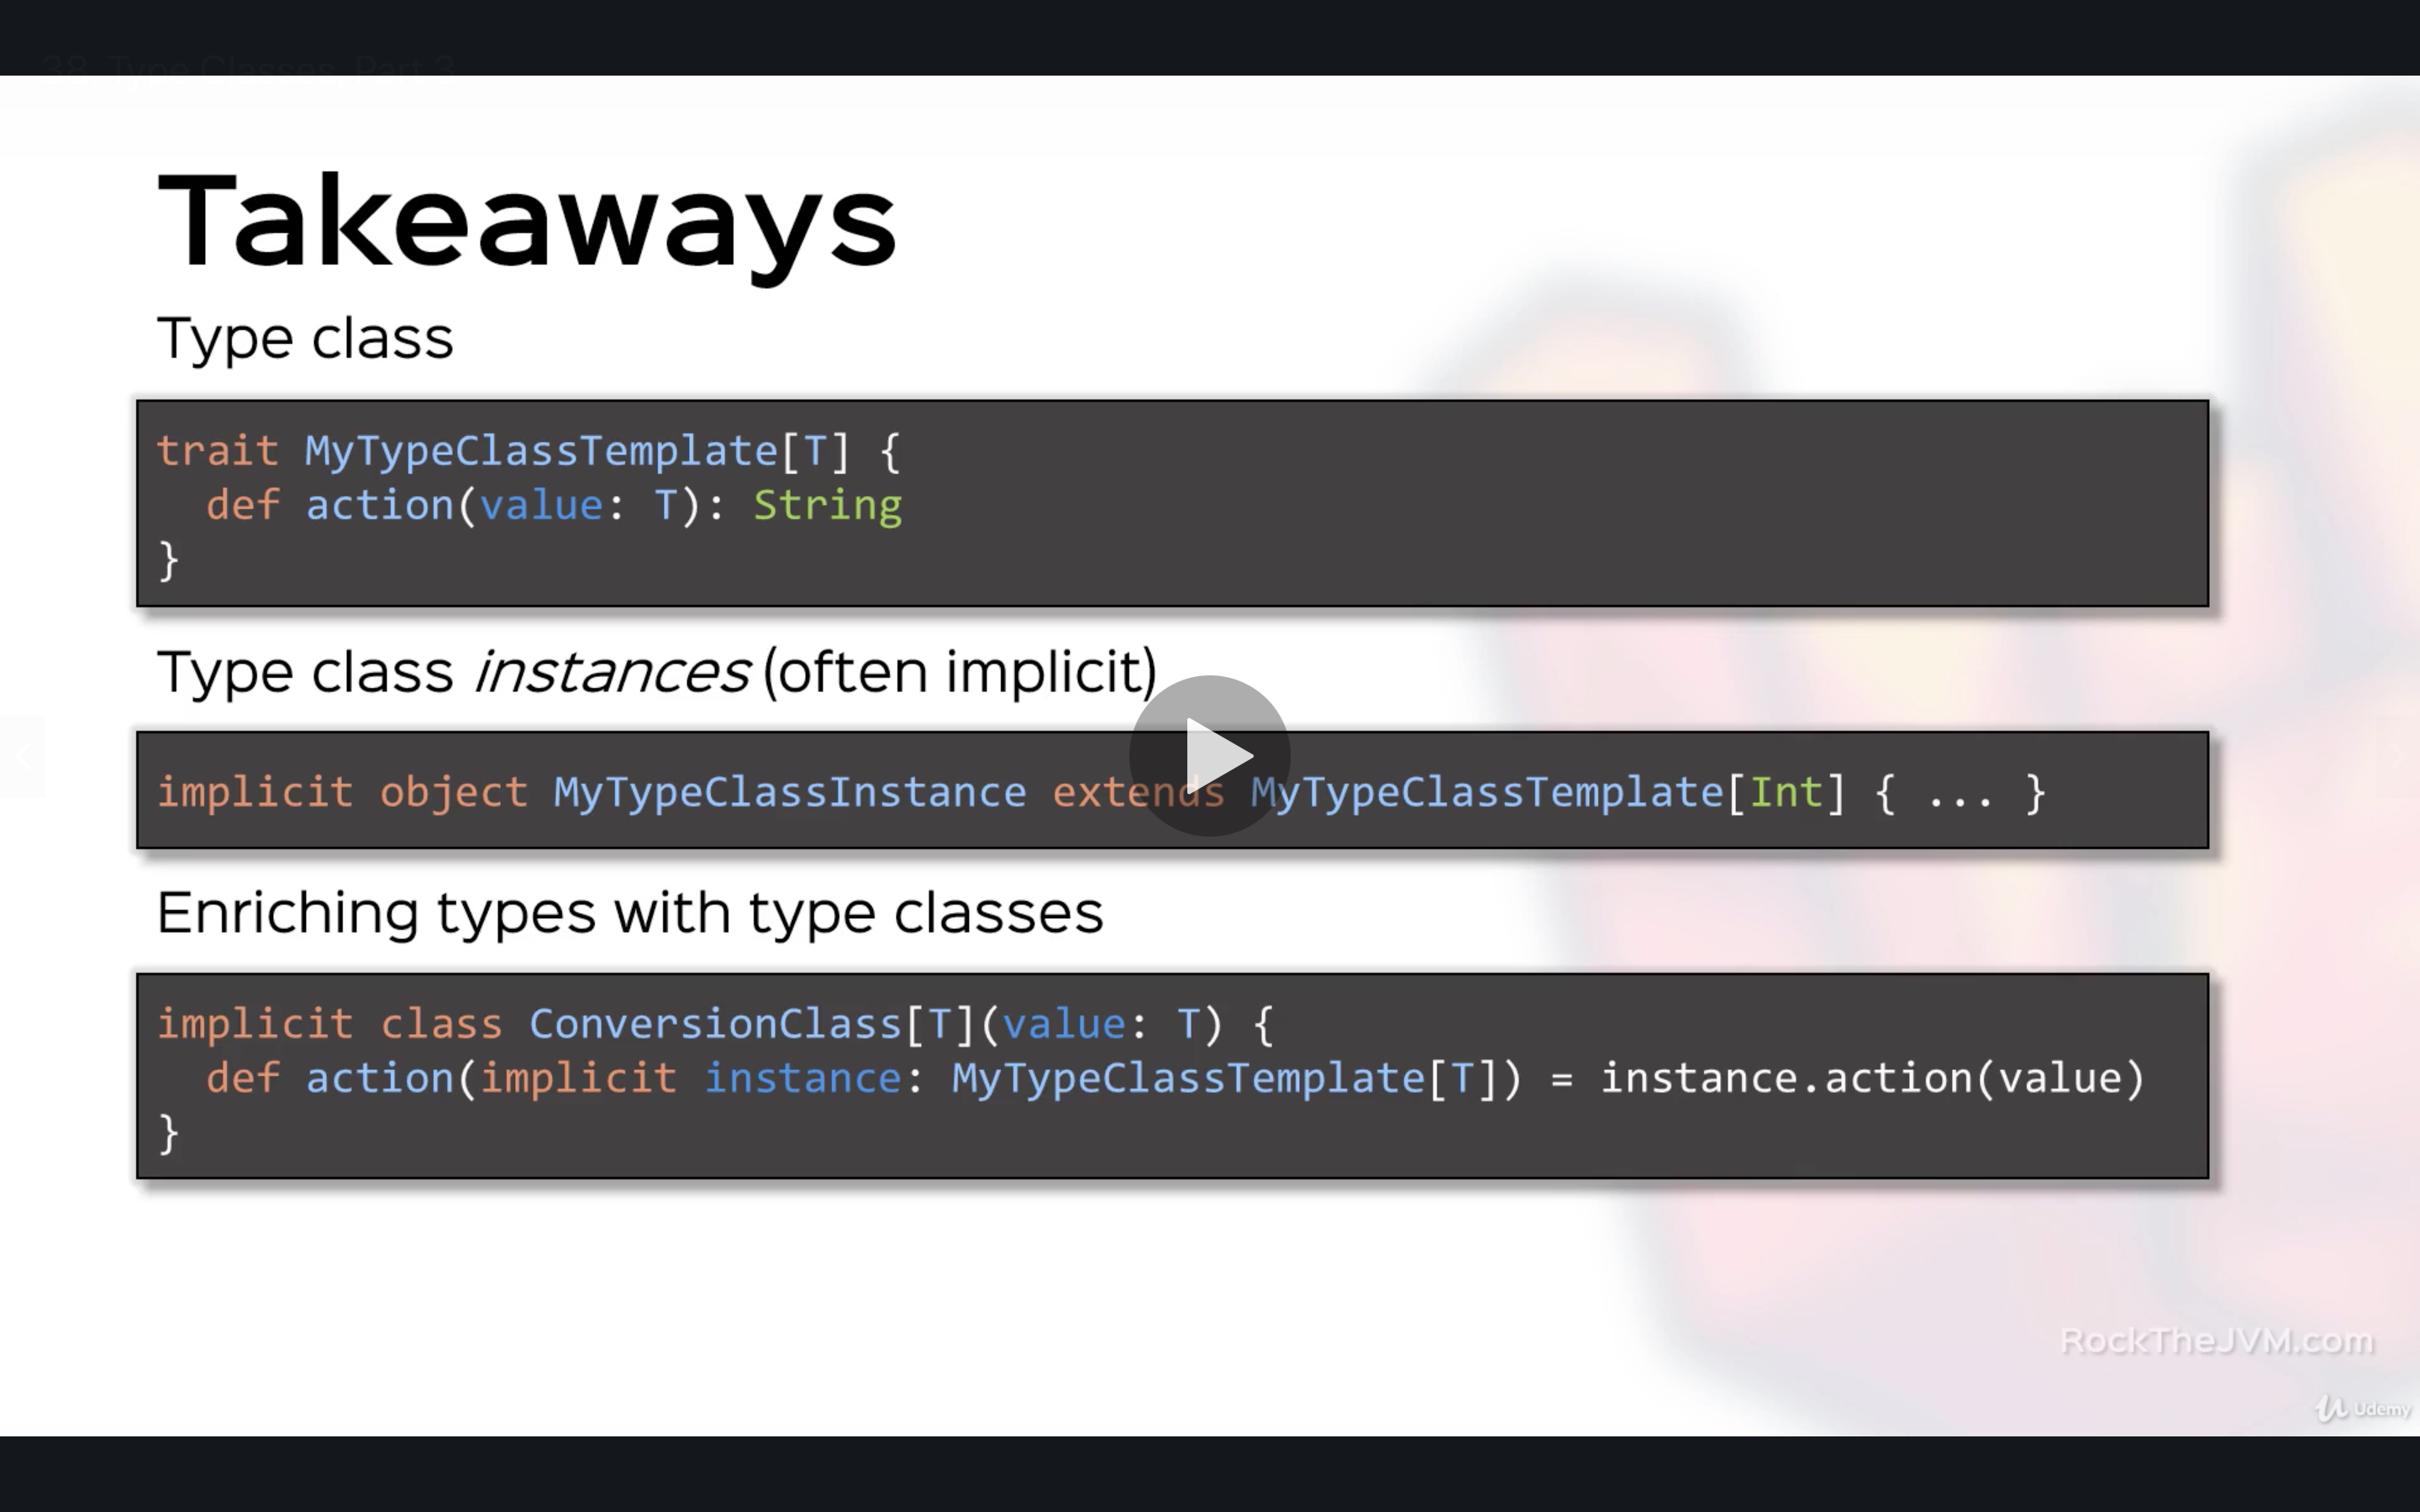 38. Type Classes, Part 3
Takeaways
Type class
trait MyTypeClassTemplate[T] {
  def action(value: T): String
}
Type class instances (often implicit)
implicit object MyTypeClassInstance extends MyTypeClassTemplate[Int] { ... }
Enriching types with type classes
implicit class ConversionClass[T](value: T) {
  def action(implicit instance: MyTypeClassTemplate[T]) = instance.action(value)
}
RockTheJVM.com
Udemy